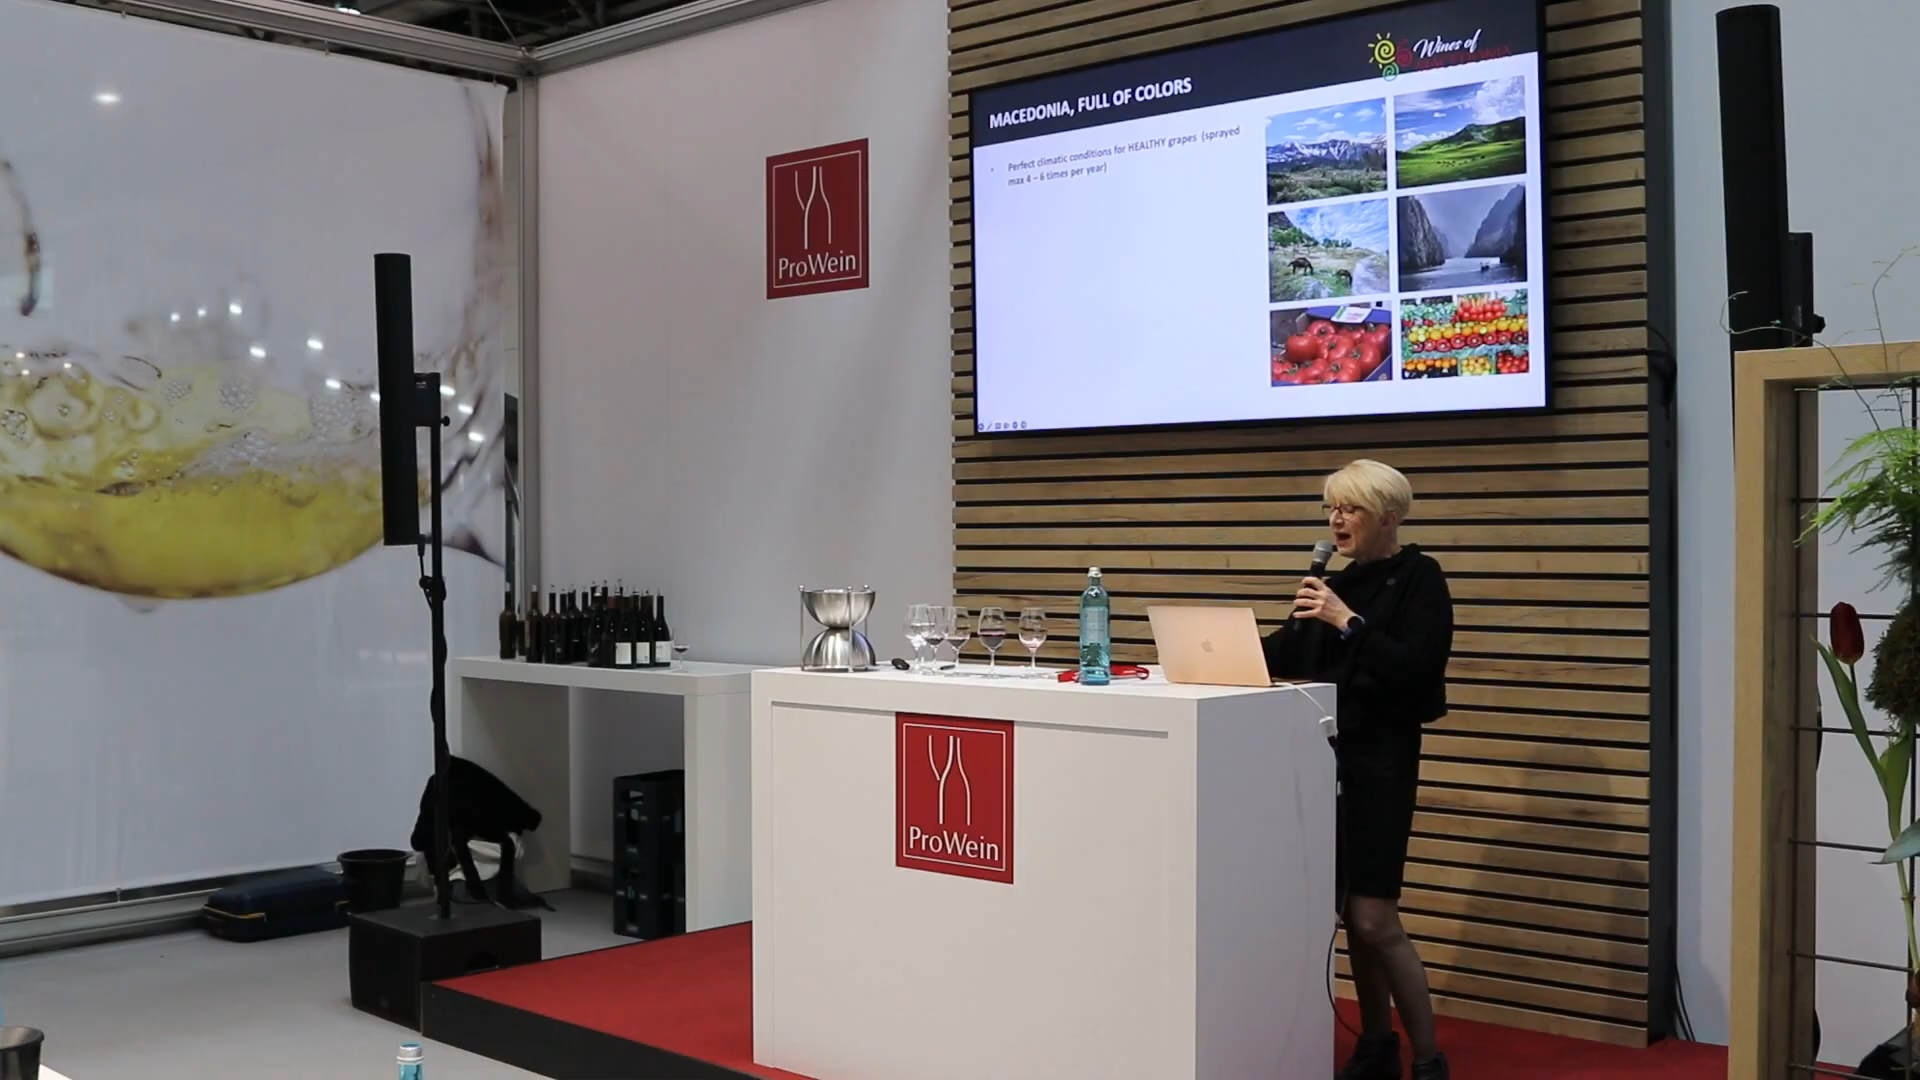 Wines of
MACEDONIA
MACEDONIA, FULL OF COLORS
Perfect climatic conditions for HEALTHY grapes (sprayed
max 4 – 6 times per year)
ProWein
ProWein